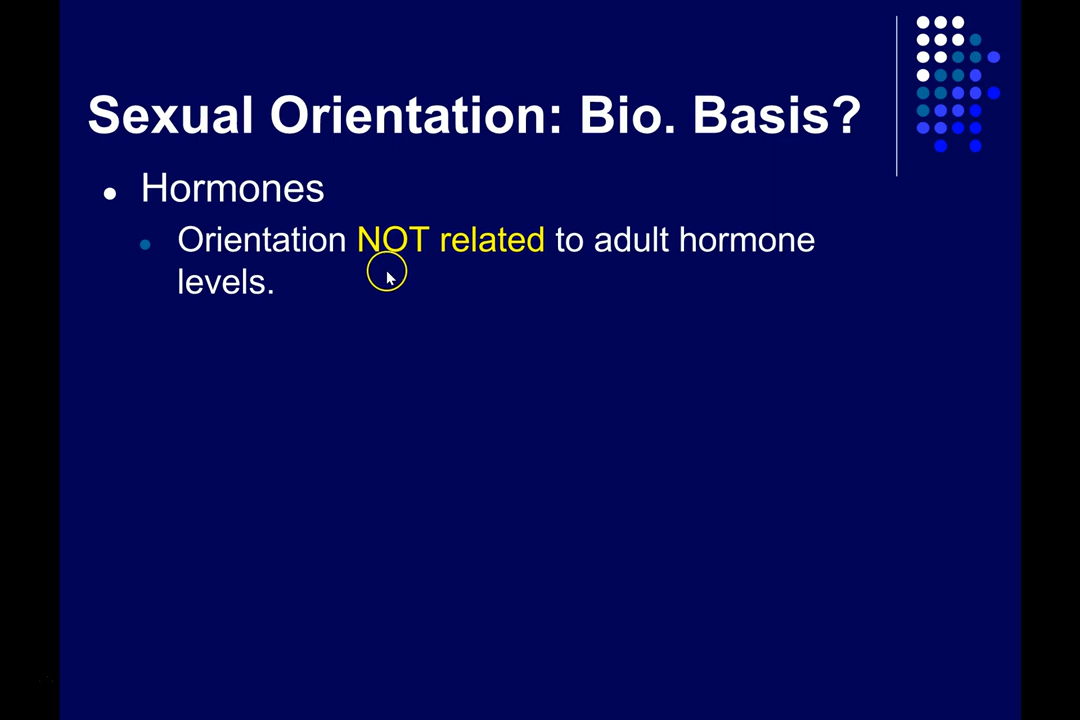 Sexual Orientation: Bio. Basis?
Hormones
Orientation NOT related to adult hormone
levels.